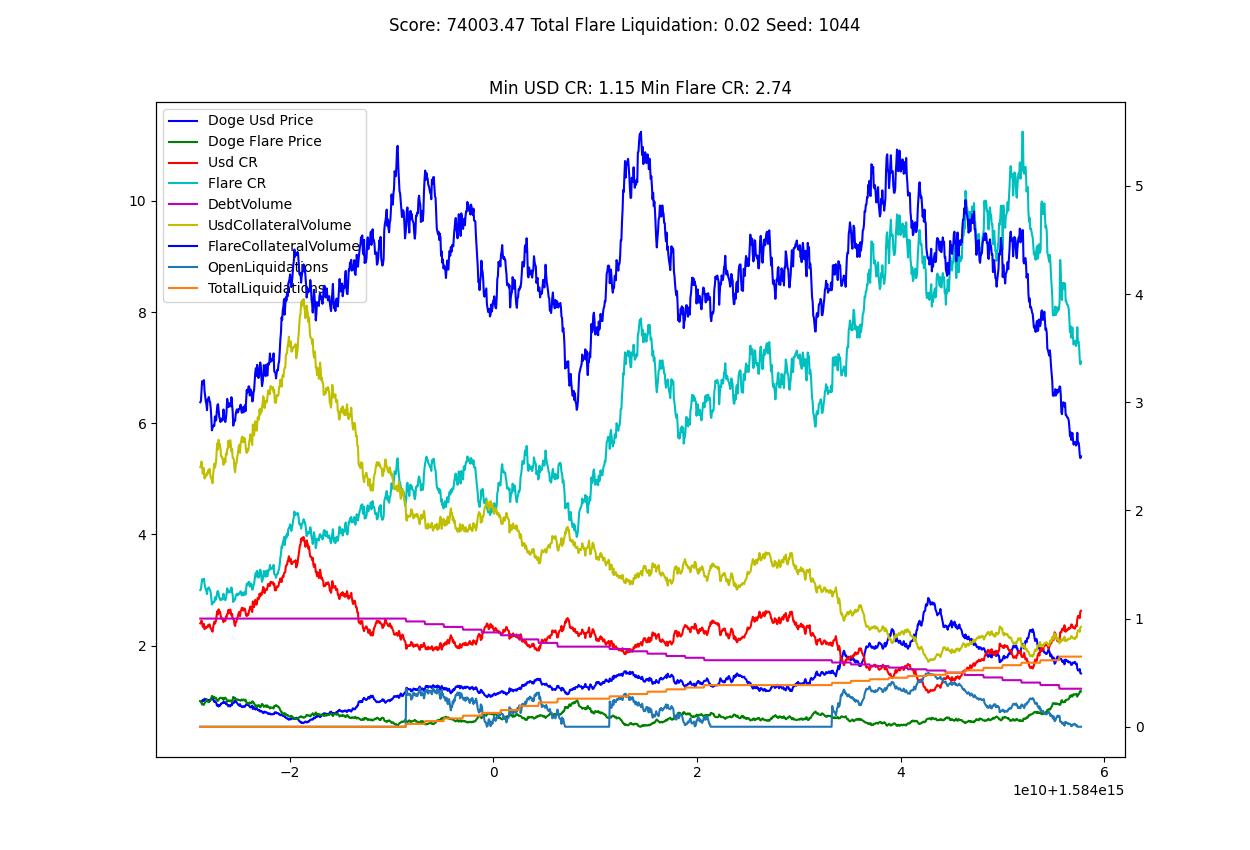 Score: 74003.47 Total Flare Liquidation: 0.02 Seed: 1044
Min USD CR: 1.15 Min Flare CR: 2.74
Doge Usd Price
Doge Flare Price
Usd CR
Flare CR
DebtVolume
UsdCollateralVolume
FlareCollateralVolume
OpenLiquidations
TotalLiquidations
10
8
6
4
2
5
4
3
2
1
0
−2
0
2
4
6
1e10+1.584e15